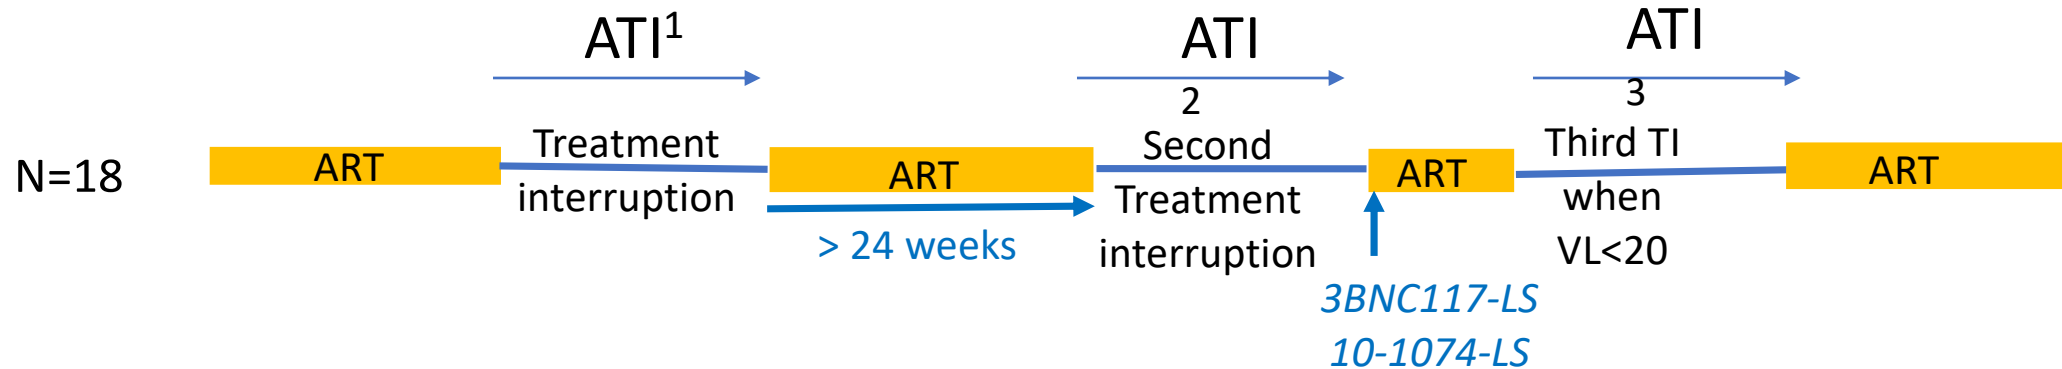 ATI¹
ATI
2
ATI
3
N=18
ART
Treatment
interruption
ART
> 24 weeks
Second
Treatment
interruption
ART
3BNC117-LS
10-1074-LS
Third TI
when
VL<20
ART